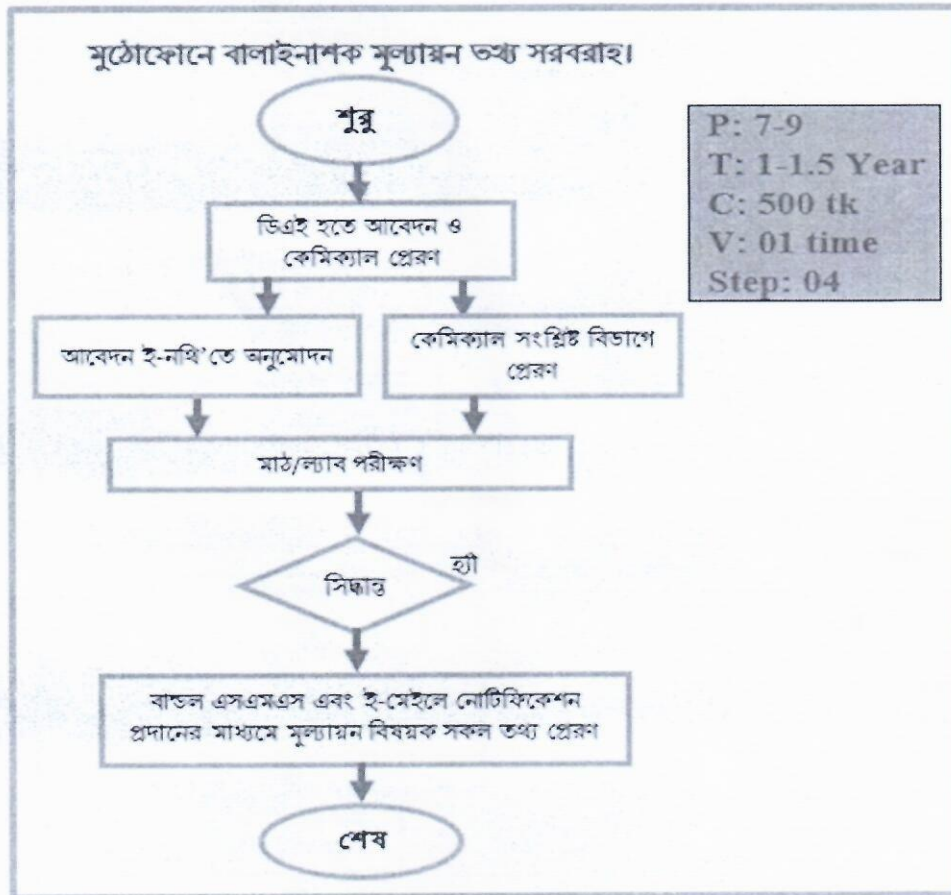 মুঠোফোনে বালাইনাশক মূল্যায়ন তথ্য সরবরাহ।
শুরু
P: 7-9
T: 1-1.5 Year
C: 500 tk
V: 01 time
Step: 04
ডিএই হতে আবেদন ও
কেমিক্যাল প্রেরণ
আবেদন ই-নথি'তে অনুমোদন
কেমিক্যাল সংশ্লিষ্ট বিভাগে
প্রেরণ
মাঠ/ল্যাব পরীক্ষণ
সিদ্ধান্ত
হ্যাঁ
বান্ডল এসএমএস এবং ই-মেইলে নোটিফিকেশন
প্রদানের মাধ্যমে মূল্যায়ন বিষয়ক সকল তথ্য প্রেরণ
শেষ